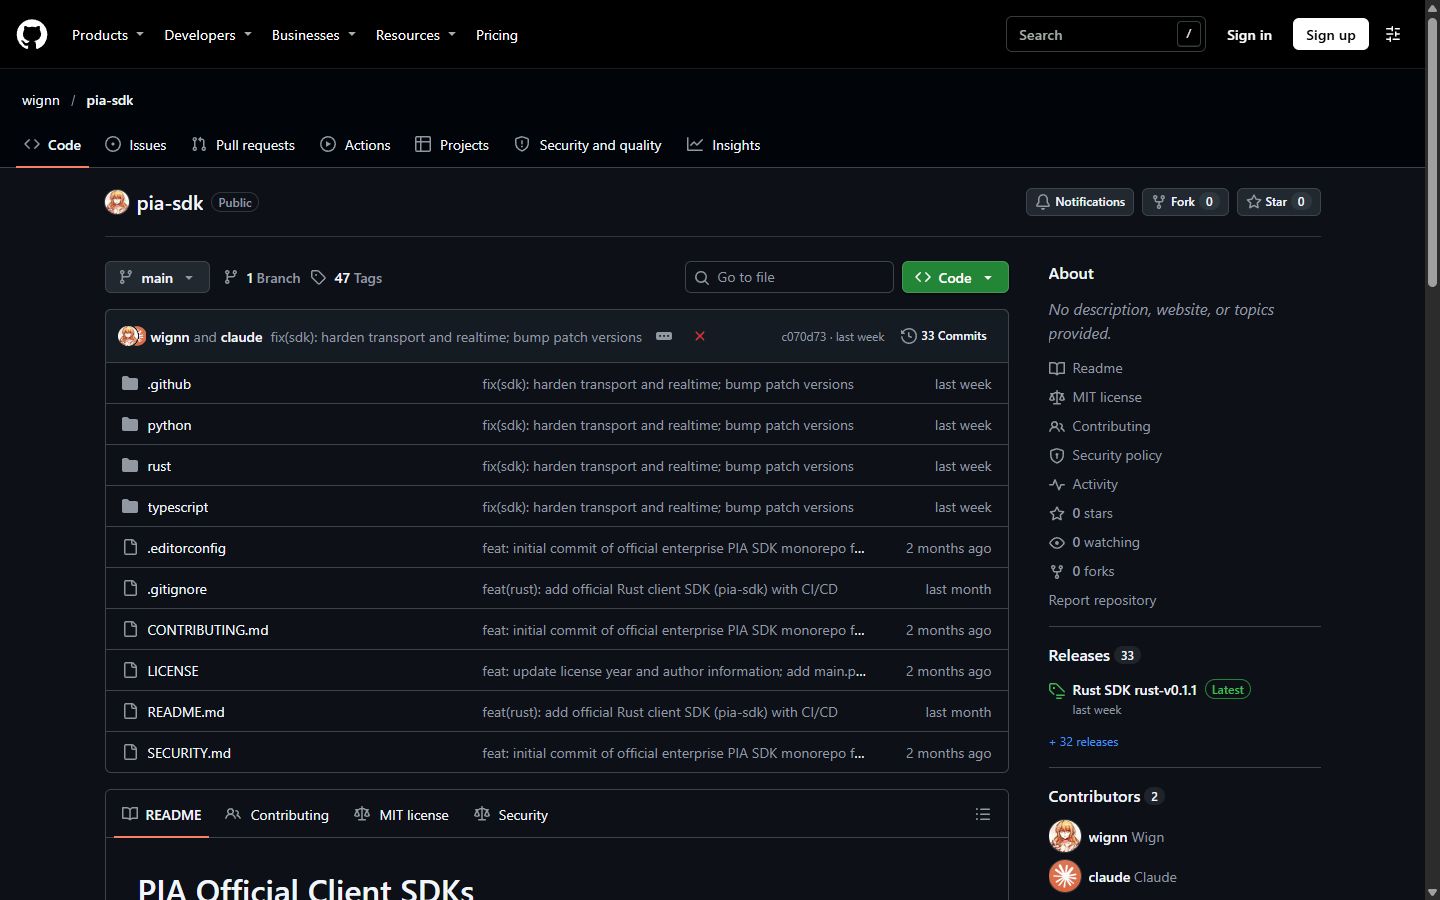 Products Developers Businesses Resources Pricing Search / Sign in Sign up
wignn / pia-sdk
Code Issues Pull requests Actions Projects Security and quality Insights
pia-sdk Public Notifications Fork 0 Star 0
main 1 Branch 47 Tags Go to file Code
wignn and claude fix(sdk): harden transport and realtime; bump patch versions c070d73 · last week 33 Commits
.github fix(sdk): harden transport and realtime; bump patch versions last week
python fix(sdk): harden transport and realtime; bump patch versions last week
rust fix(sdk): harden transport and realtime; bump patch versions last week
typescript fix(sdk): harden transport and realtime; bump patch versions last week
.editorconfig feat: initial commit of official enterprise PIA SDK monorepo f... 2 months ago
.gitignore feat(rust): add official Rust client SDK (pia-sdk) with CI/CD last month
CONTRIBUTING.md feat: initial commit of official enterprise PIA SDK monorepo f... 2 months ago
LICENSE feat: update license year and author information; add main.p... 2 months ago
README.md feat(rust): add official Rust client SDK (pia-sdk) with CI/CD last month
SECURITY.md feat: initial commit of official enterprise PIA SDK monorepo f... 2 months ago
README Contributing MIT license Security
PIA Official Client SDKs
About
No description, website, or topics
provided.
Readme
MIT license
Contributing
Security policy
Activity
0 stars
0 watching
0 forks
Report repository
Releases 33
Rust SDK rust-v0.1.1 Latest
last week
+ 32 releases
Contributors 2
wignn Wign
claude Claude